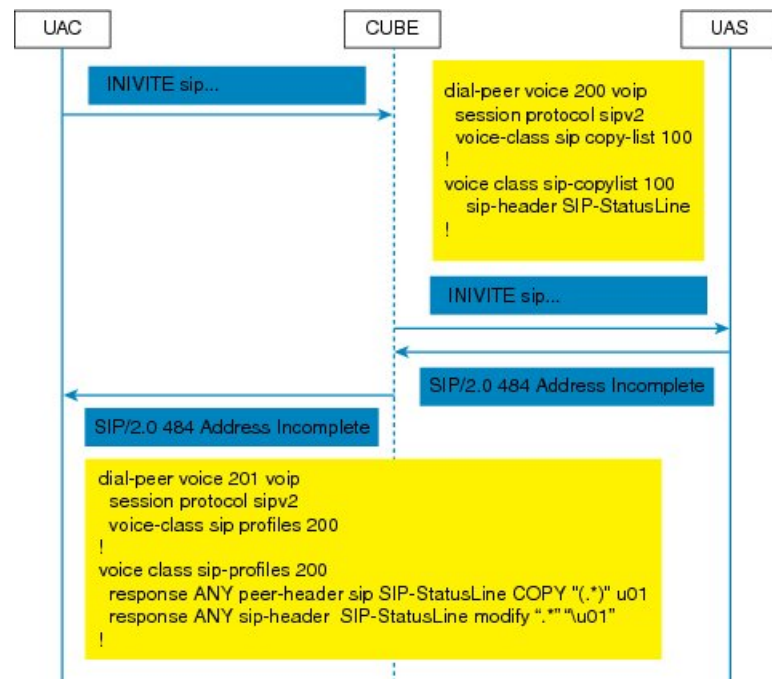 UAC
CUBE
UAS
INIVITE sip...
dial-peer voice 200 voip
session protocol sipv2
voice-class sip copy-list 100
!
voice class sip-copylist 100
sip-header SIP-StatusLine
!
INIVITE sip...
SIP/2.0 484 Address Incomplete
SIP/2.0 484 Address Incomplete
dial-peer voice 201 voip
session protocol sipv2
voice-class sip profiles 200
!
voice class sip-profiles 200
response ANY peer-header sip SIP-StatusLine COPY "(.*)" u01
response ANY sip-header SIP-StatusLine modify “.*” “\u01”
!